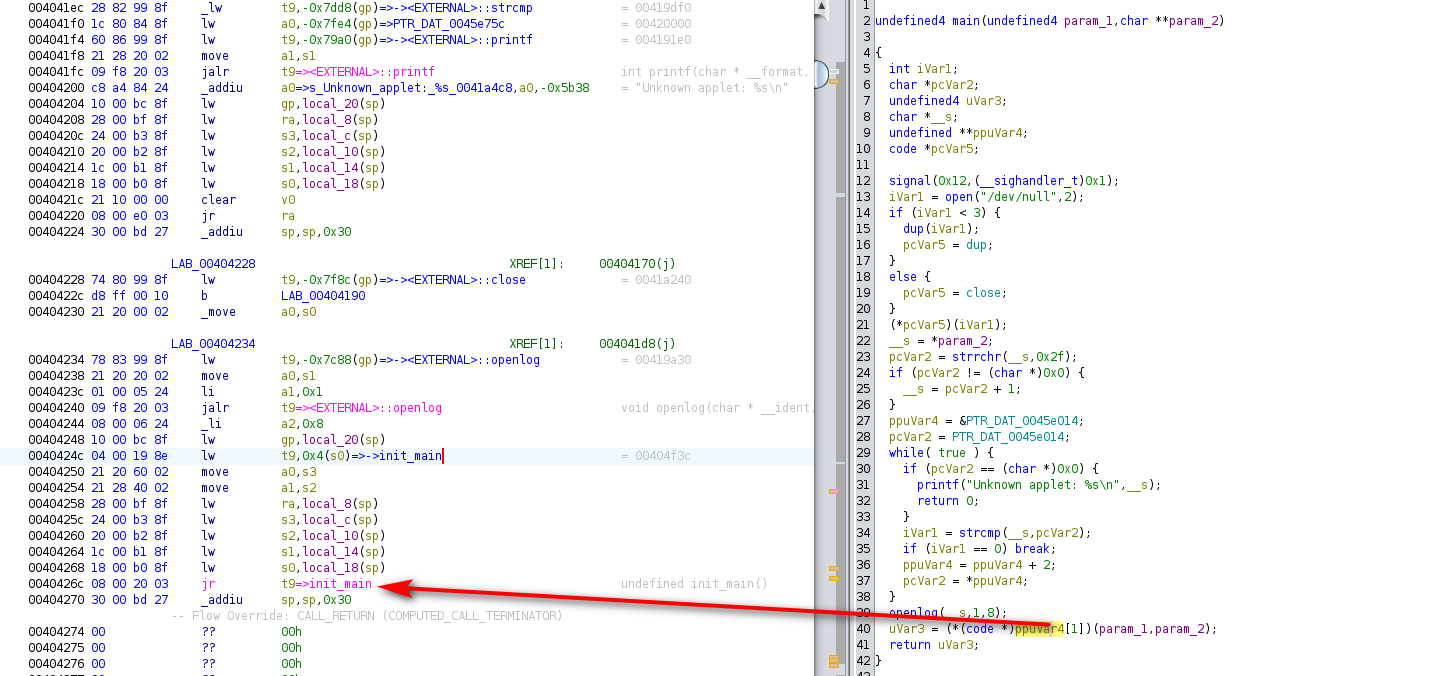 004041ec 28 82 99 8f _lw t9,-0x7dd8(gp)=>-><EXTERNAL>::strcmp = 00419df0
004041f0 1c 80 84 8f lw a0,-0x7fe4(gp)=>PTR_DAT_0045e75c = 00420000
004041f4 60 86 99 8f lw t9,-0x79a0(gp)=>-><EXTERNAL>::printf = 004191e0
004041f8 21 28 20 02 move a1,s1
004041fc 09 f8 20 03 jalr t9=><EXTERNAL>::printf int printf(char * __format,
00404200 c8 a4 84 24 _addiu a0=>s_Unknown_applet:_%s_0041a4c8,a0,-0x5b38 = "Unknown applet: %s\n"
00404204 10 00 bc 8f lw gp,local_20(sp)
00404208 28 00 bf 8f lw ra,local_8(sp)
0040420c 24 00 b3 8f lw s3,local_c(sp)
00404210 20 00 b2 8f lw s2,local_10(sp)
00404214 1c 00 b1 8f lw s1,local_14(sp)
00404218 18 00 b0 8f lw s0,local_18(sp)
0040421c 21 10 00 00 clear v0
00404220 08 00 e0 03 jr ra
00404224 30 00 bd 27 _addiu sp,sp,0x30
LAB_00404228 XREF[1]: 00404170(j)
00404228 74 80 99 8f lw t9,-0x7f8c(gp)=>-><EXTERNAL>::close = 0041a240
0040422c d8 ff 00 10 b LAB_00404190
00404230 21 20 00 02 _move a0,s0
LAB_00404234 XREF[1]: 004041d8(j)
00404234 78 83 99 8f lw t9,-0x7c88(gp)=>-><EXTERNAL>::openlog = 00419a30
00404238 21 20 20 02 move a0,s1
0040423c 01 00 05 24 li a1,0x1
00404240 09 f8 20 03 jalr t9=><EXTERNAL>::openlog void openlog(char * __ident,
00404244 08 00 06 24 _li a2,0x8
00404248 10 00 bc 8f lw gp,local_20(sp)
0040424c 04 00 19 8e lw t9,0x4(s0)=>->init_main = 00404f3c
00404250 21 20 60 02 move a0,s3
00404254 21 28 40 02 move a1,s2
00404258 28 00 bf 8f lw ra,local_8(sp)
0040425c 24 00 b3 8f lw s3,local_c(sp)
00404260 20 00 b2 8f lw s2,local_10(sp)
00404264 1c 00 b1 8f lw s1,local_14(sp)
00404268 18 00 b0 8f lw s0,local_18(sp)
0040426c 08 00 20 03 jr t9=>init_main undefined init_main()
00404270 30 00 bd 27 _addiu sp,sp,0x30
-- Flow Override: CALL_RETURN (COMPUTED_CALL_TERMINATOR)
00404274 00 ?? 00h
00404275 00 ?? 00h
00404276 00 ?? 00h
1
2 undefined4 main(undefined4 param_1,char **param_2)
3
4 {
5 int iVar1;
6 char *pcVar2;
7 undefined4 uVar3;
8 char *__s;
9 undefined **ppuVar4;
10 code *pcVar5;
11
12 signal(0x12,(__sighandler_t)0x1);
13 iVar1 = open("/dev/null",2);
14 if (iVar1 < 3) {
15 dup(iVar1);
16 pcVar5 = dup;
17 }
18 else {
19 pcVar5 = close;
20 }
21 (*pcVar5)(iVar1);
22 __s = *param_2;
23 pcVar2 = strrchr(__s,0x2f);
24 if (pcVar2 != (char *)0x0) {
25 __s = pcVar2 + 1;
26 }
27 ppuVar4 = &PTR_DAT_0045e014;
28 pcVar2 = PTR_DAT_0045e014;
29 while( true ) {
30 if (pcVar2 == (char *)0x0) {
31 printf("Unknown applet: %s\n",__s);
32 return 0;
33 }
34 iVar1 = strcmp(__s,pcVar2);
35 if (iVar1 == 0) break;
36 ppuVar4 = ppuVar4 + 2;
37 pcVar2 = *ppuVar4;
38 }
39 openlog(__s,1,8);
40 uVar3 = (*(code *)ppuVar4[1])(param_1,param_2);
41 return uVar3;
42 }